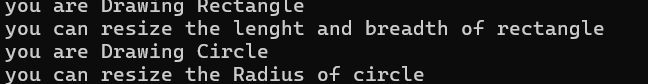 you are Drawing Rectangle
you can resize the lenght and breadth of rectangle
you are Drawing Circle
you can resize the Radius of circle